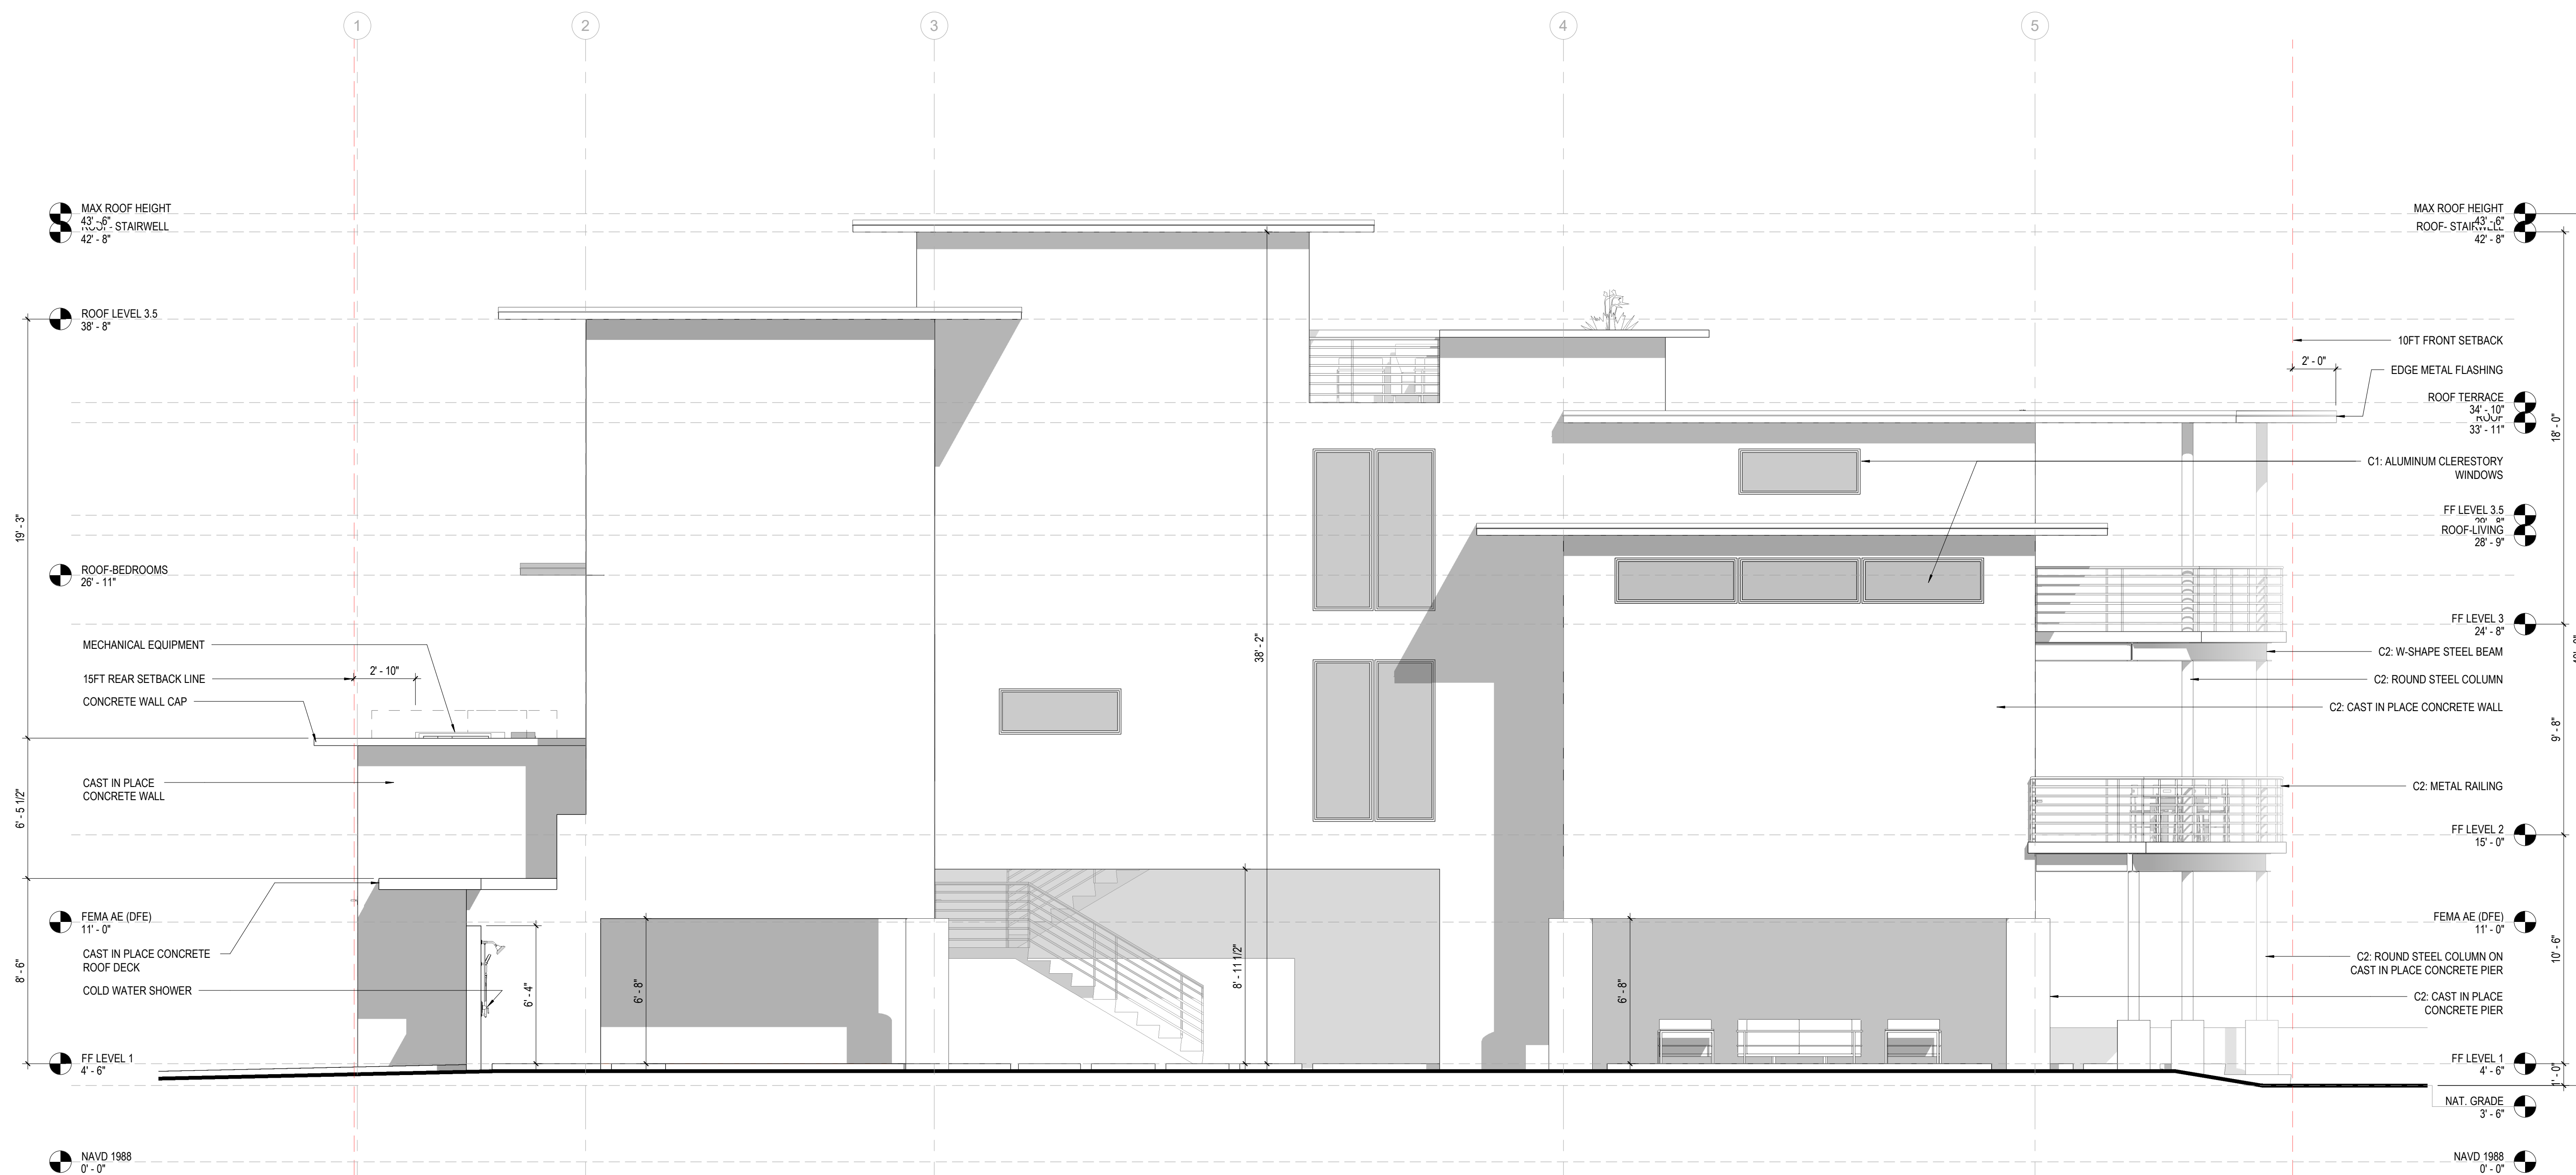 1
2
3
4
5
MAX ROOF HEIGHT
43' - 6"
ROOF- STAIRWELL
42' - 8"
ROOF LEVEL 3.5
38' - 8"
19' - 3"
ROOF-BEDROOMS
26' - 11"
MECHANICAL EQUIPMENT
2' - 10"
15FT REAR SETBACK LINE
CONCRETE WALL CAP
CAST IN PLACE
CONCRETE WALL
6' - 5 1/2"
FEMA AE (DFE)
11' - 0"
CAST IN PLACE CONCRETE
ROOF DECK
8' - 6"
COLD WATER SHOWER
FF LEVEL 1
4' - 6"
NAVD 1988
0' - 0"
6' - 4"
6' - 8"
8' - 11 1/2"
38' - 2"
6' - 8"
MAX ROOF HEIGHT
43' - 6"
ROOF- STAIRWELL
42' - 8"
10FT FRONT SETBACK
2' - 0"
EDGE METAL FLASHING
ROOF TERRACE
34' - 10"
ROOF
33' - 11"
18' - 0"
C1: ALUMINUM CLERESTORY
WINDOWS
FF LEVEL 3.5
29' - 8"
ROOF-LIVING
28' - 9"
FF LEVEL 3
24' - 8"
C2: W-SHAPE STEEL BEAM
C2: ROUND STEEL COLUMN
C2: CAST IN PLACE CONCRETE WALL
9' - 8"
C2: METAL RAILING
FF LEVEL 2
15' - 0"
FEMA AE (DFE)
11' - 0"
C2: ROUND STEEL COLUMN ON
CAST IN PLACE CONCRETE PIER
10' - 6"
C2: CAST IN PLACE
CONCRETE PIER
FF LEVEL 1
4' - 6"
1' - 0"
NAT. GRADE
3' - 6"
NAVD 1988
0' - 0"